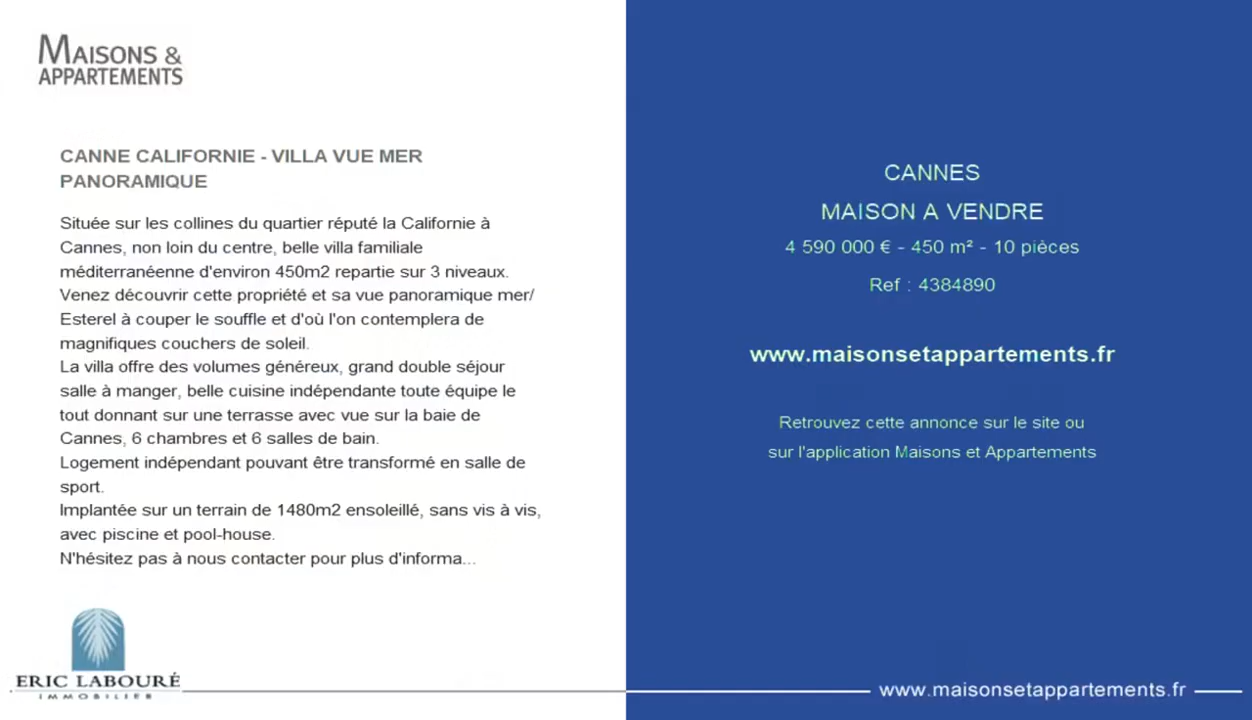 MAISONS &
APPARTEMENTS
CANNE CALIFORNIE - VILLA VUE MER
PANORAMIQUE
Située sur les collines du quartier réputé la Californie à
Cannes, non loin du centre, belle villa familiale
méditerranéenne d'environ 450m2 repartie sur 3 niveaux.
Venez découvrir cette propriété et sa vue panoramique mer/
Esterel à couper le souffle et d'où l'on contemplera de
magnifiques couchers de soleil.
La villa offre des volumes généreux, grand double séjour
salle à manger, belle cuisine indépendante toute équipe le
tout donnant sur une terrasse avec vue sur la baie de
Cannes, 6 chambres et 6 salles de bain.
Logement indépendant pouvant être transformé en salle de
sport.
Implantée sur un terrain de 1480m2 ensoleillé, sans vis à vis,
avec piscine et pool-house.
N'hésitez pas à nous contacter pour plus d'informa...
ERIC LABOURÉ
IMMOBILIER
CANNES
MAISON A VENDRE
4 590 000 € - 450 m² - 10 pièces
Ref : 4384890
www.maisonsetappartements.fr
Retrouvez cette annonce sur le site ou
sur l'application Maisons et Appartements
www.maisonsetappartements.fr